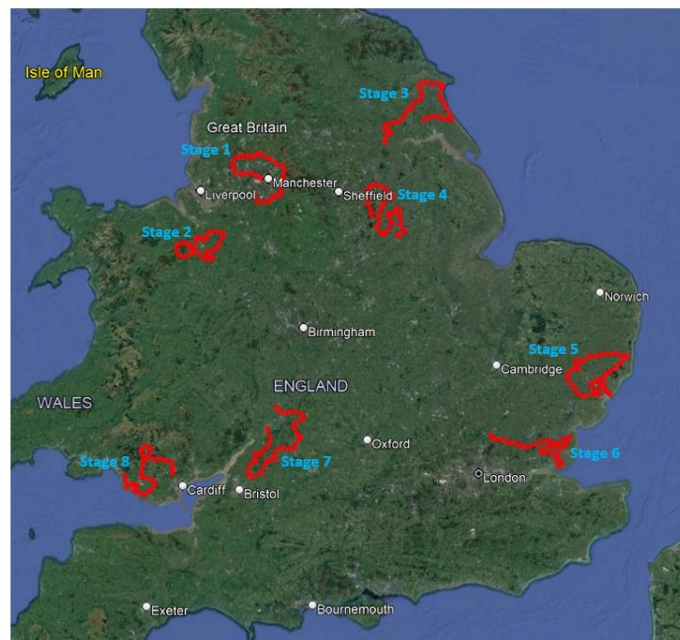 Isle of Man
Stage 3
Great Britain
Stage 1
Manchester
Liverpool
Sheffield
Stage 4
Stage 2
Norwich
Birmingham
Stage 5
Cambridge
ENGLAND
WALES
Oxford
Stage 6
Stage 7
Stage 8
London
Cardiff
Bristol
Exeter
Bournemouth